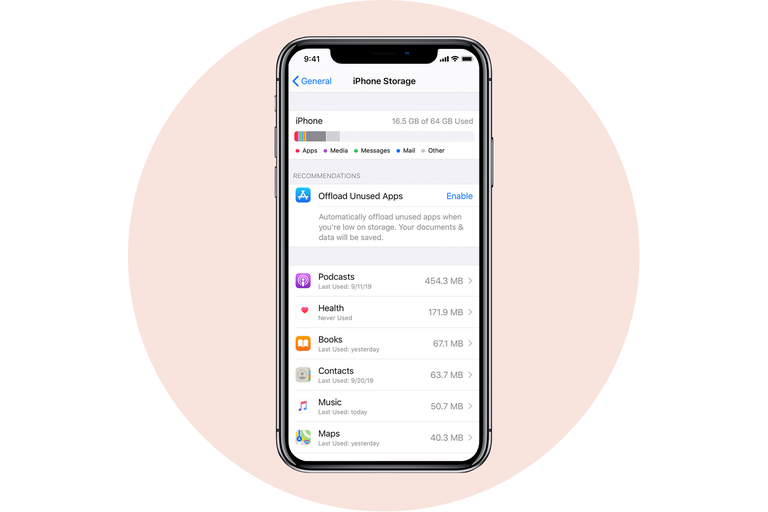 9:41
General
iPhone Storage
iPhone
16.5 GB of 64 GB Used
Apps Media Messages Mail Other
RECOMMENDATIONS
Offload Unused Apps
Enable
Automatically offload unused apps when
you're low on storage. Your documents &
data will be saved.
Podcasts
454.3 MB
Last Used: 9/11/19
Health
171.9 MB
Never Used
Books
67.1 MB
Last Used: yesterday
Contacts
63.7 MB
Last Used: 9/20/19
Music
50.7 MB
Last Used: today
Maps
40.3 MB
Last Used: yesterday